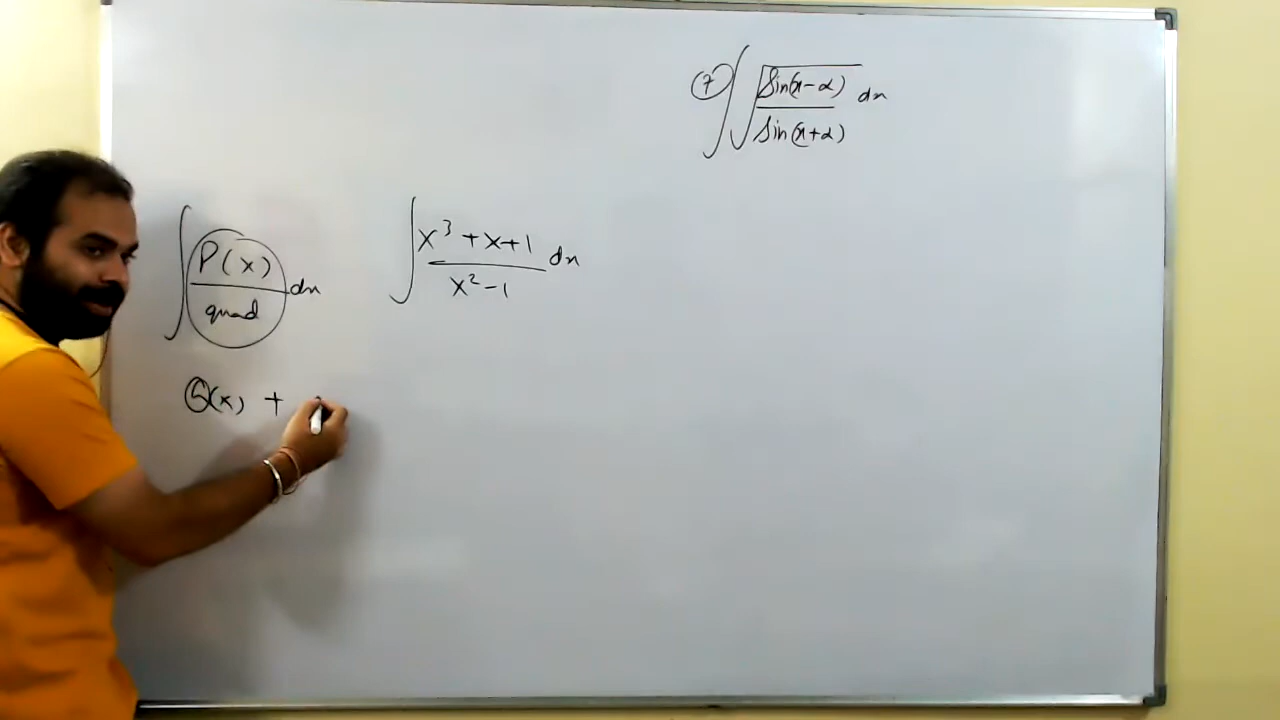 (7) ∫ √(Sin(x-α) / Sin(x+α)) dx
∫ P(x)/quad dx
∫ (x³+x+1)/(x²-1) dx
Q(x) +